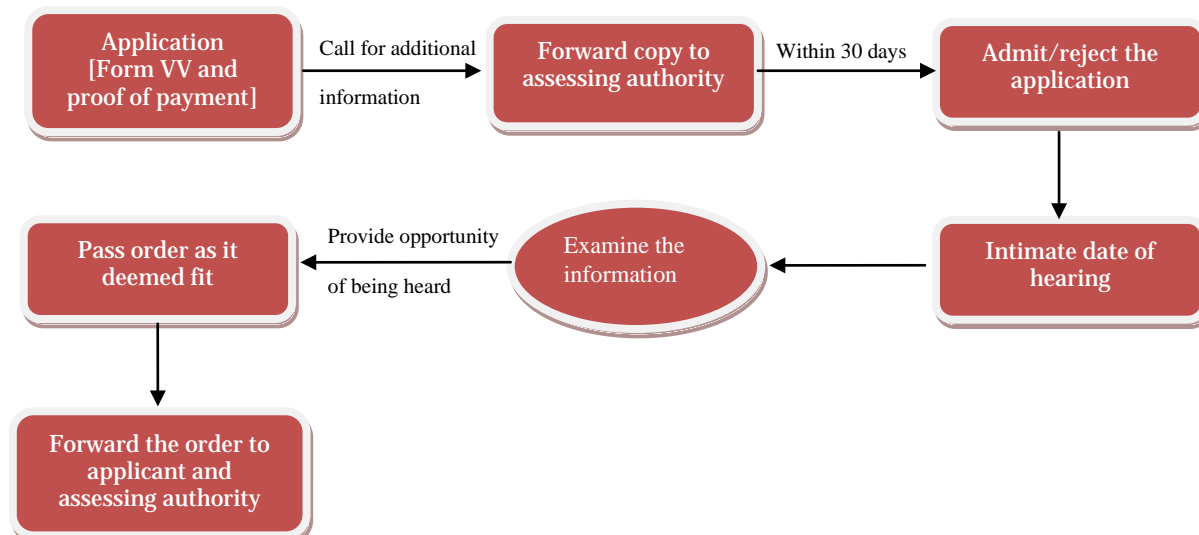 Application
[Form VV and
proof of payment]
Call for additional
information
Forward copy to
assessing authority
Within 30 days
Admit/reject the
application
Intimate date of
hearing
Examine the
information
Provide opportunity
of being heard
Pass order as it
deemed fit
Forward the order to
applicant and
assessing authority